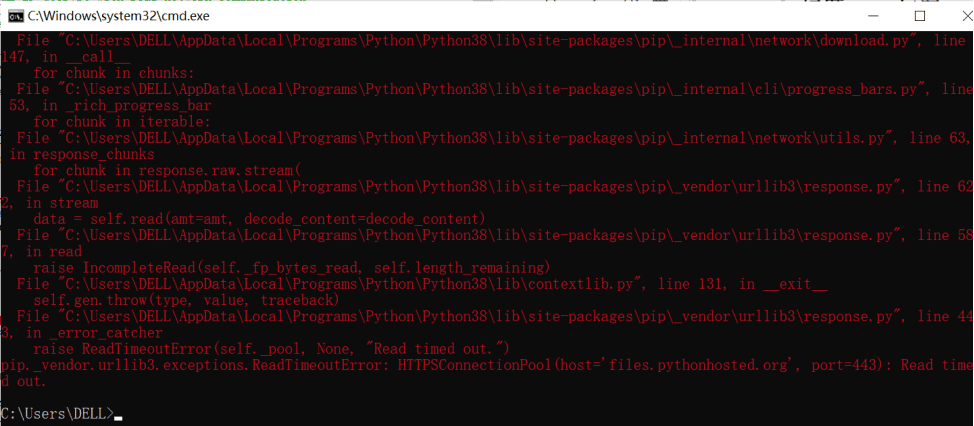 C:\Windows\system32\cmd.exe
File "C:\Users\DELL\AppData\Local\Programs\Python\Python38\lib\site-packages\pip\_internal\network\download.py", line
147, in __call__
for chunk in chunks:
File "C:\Users\DELL\AppData\Local\Programs\Python\Python38\lib\site-packages\pip\_internal\cli\progress_bars.py", line
53, in _rich_progress_bar
for chunk in iterable:
File "C:\Users\DELL\AppData\Local\Programs\Python\Python38\lib\site-packages\pip\_internal\network\utils.py", line 63,
in response_chunks
for chunk in response.raw.stream(
File "C:\Users\DELL\AppData\Local\Programs\Python\Python38\lib\site-packages\pip\_vendor\urllib3\response.py", line 62
2, in stream
data = self.read(amt=amt, decode_content=decode_content)
File "C:\Users\DELL\AppData\Local\Programs\Python\Python38\lib\site-packages\pip\_vendor\urllib3\response.py", line 58
7, in read
raise IncompleteRead(self._fp_bytes_read, self.length_remaining)
File "C:\Users\DELL\AppData\Local\Programs\Python\Python38\lib\contextlib.py", line 131, in __exit__
self.gen.throw(type, value, traceback)
File "C:\Users\DELL\AppData\Local\Programs\Python\Python38\lib\site-packages\pip\_vendor\urllib3\response.py", line 44
3, in _error_catcher
raise ReadTimeoutError(self._pool, None, "Read timed out.")
pip._vendor.urllib3.exceptions.ReadTimeoutError: HTTPSConnectionPool(host='files.pythonhosted.org', port=443): Read time
d out.
C:\Users\DELL>